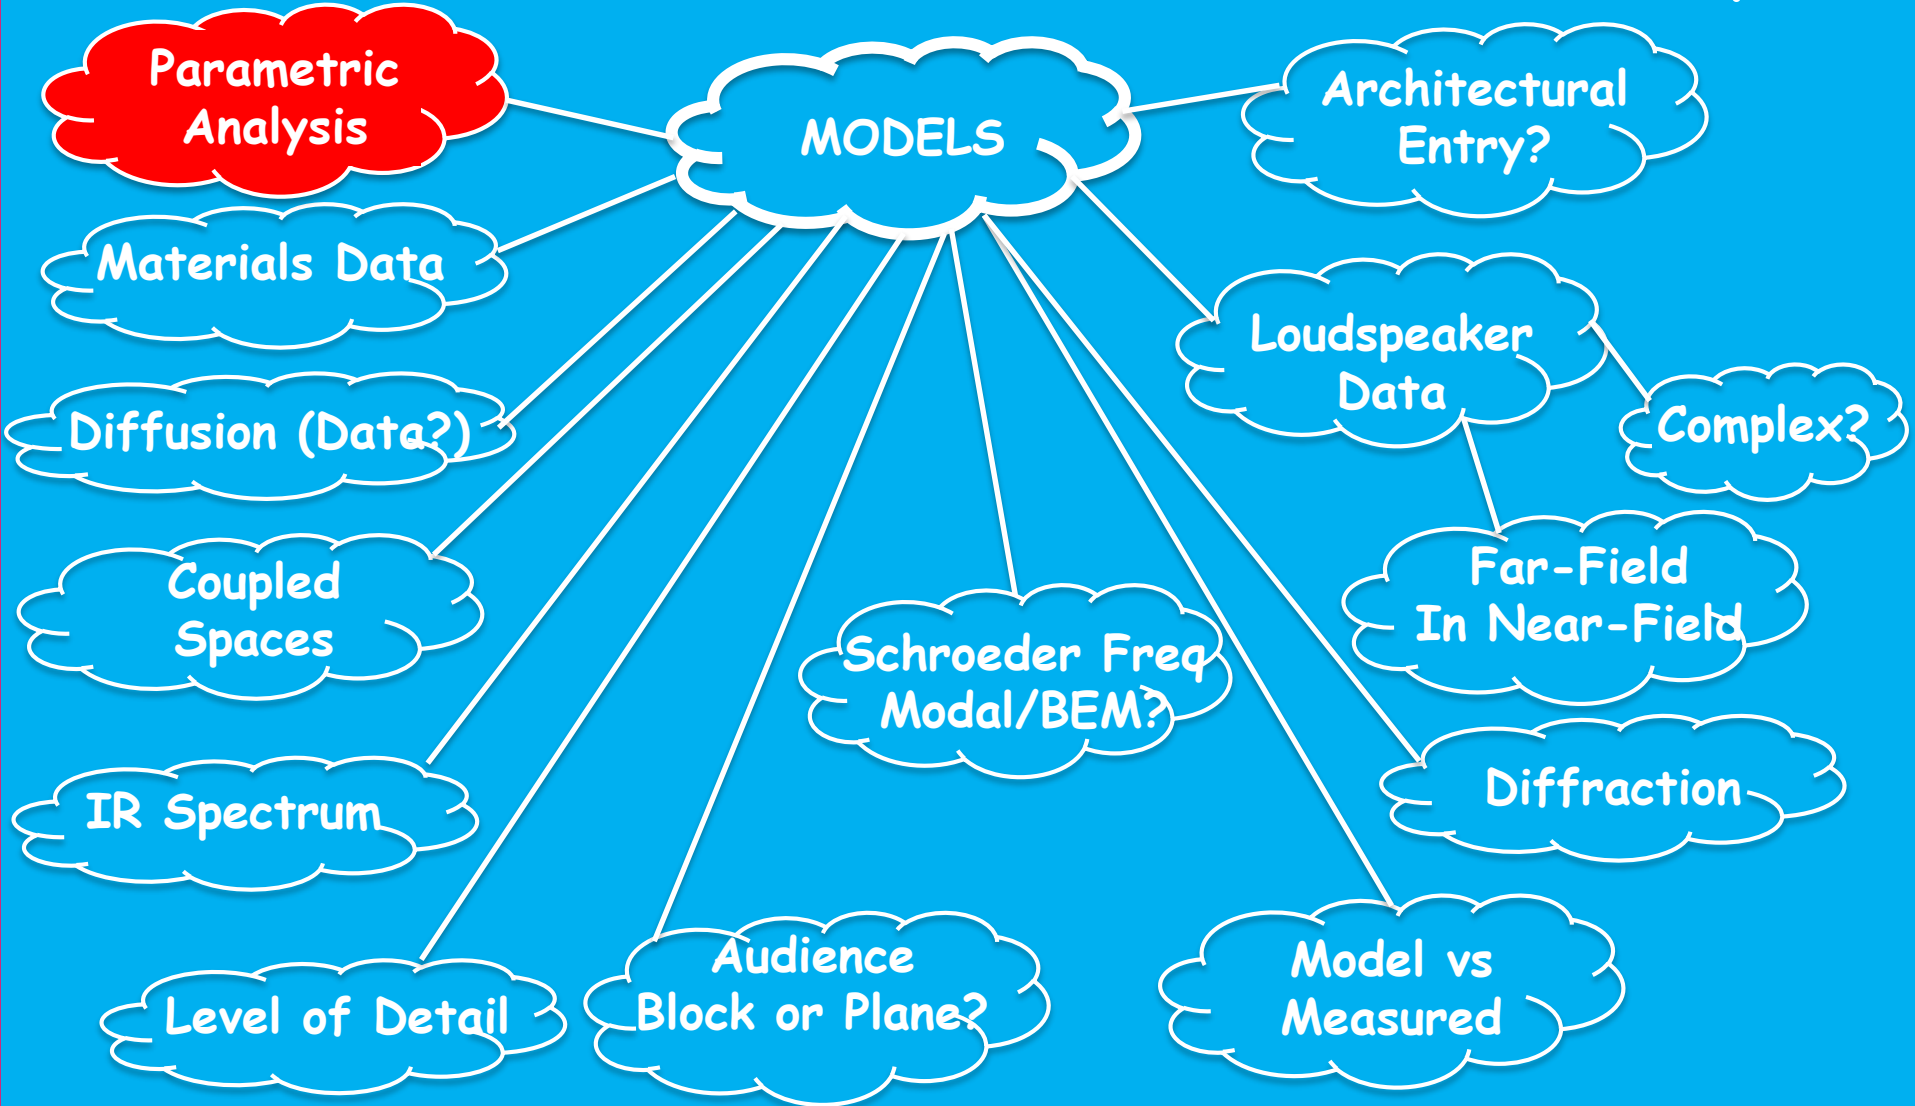 Parametric
Analysis
MODELS
Architectural
Entry?
Materials Data
Loudspeaker
Data
Complex?
Diffusion (Data?)
Coupled
Spaces
Far-Field
In Near-Field
Schroeder Freq
Modal/BEM?
IR Spectrum
Diffraction
Level of Detail
Audience
Block or Plane?
Model vs
Measured